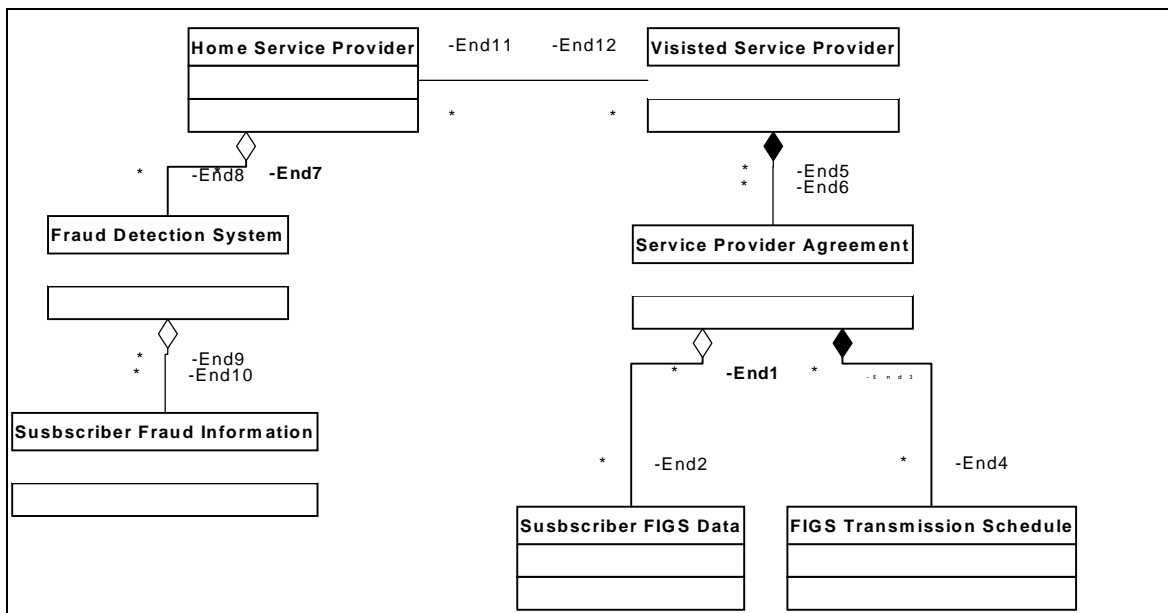 Home Service Provider
-End11
-End12
Visisted Service Provider
*
*
*
*
-End8
-End7
*
-End5
*
-End6
Fraud Detection System
Service Provider Agreement
*
-End9
*
-End10
*
-End1
*
-End3
Susbscriber Fraud Information
*
-End2
*
-End4
Susbscriber FIGS Data
FIGS Transmission Schedule